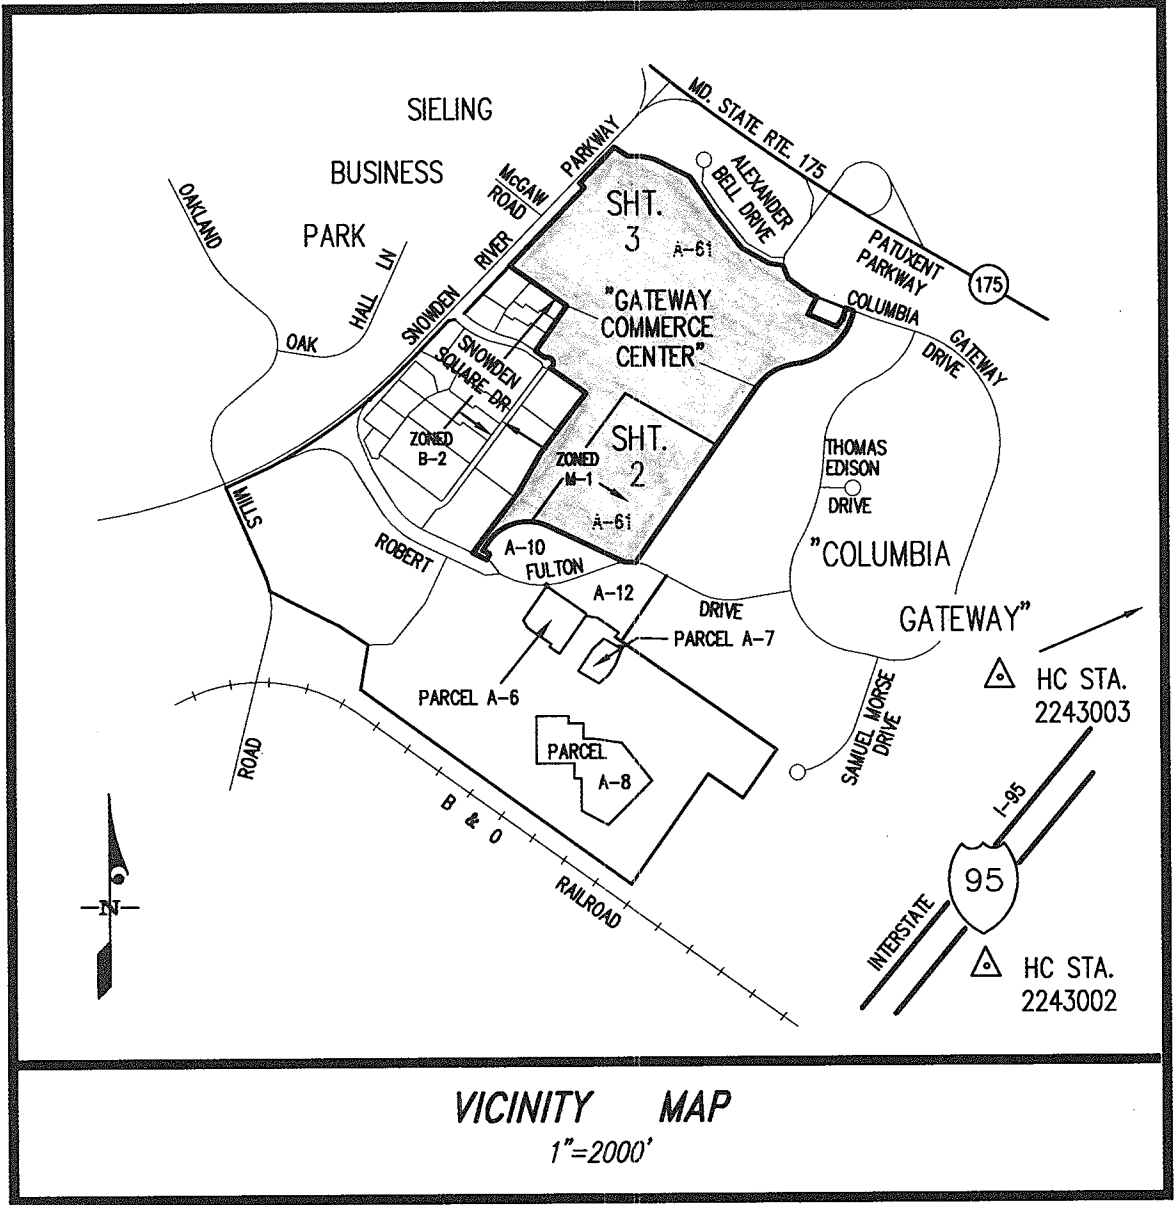 SIELING
BUSINESS
PARK
MD. STATE RTE. 175
PARKWAY
McGAW
ROAD
RIVER
SNOWDEN
OAKLAND
HALL LN
OAK
ALEXANDER
BELL DRIVE
SHT.
3
A-61
PATUXENT
PARKWAY
175
"GATEWAY
COMMERCE
CENTER"
COLUMBIA
GATEWAY
DRIVE
SNOWDEN
SQUARE DR.
ZONED
B-2
SHT.
2
ZONED
M-1
A-61
THOMAS
EDISON
DRIVE
MILLS
ROBERT
A-10
FULTON
A-12
DRIVE
"COLUMBIA
GATEWAY"
PARCEL A-7
PARCEL A-6
HC STA.
2243003
SAMUEL MORSE
DRIVE
ROAD
PARCEL
A-8
B & O
RAILROAD
I-95
95
INTERSTATE
N
HC STA.
2243002
VICINITY MAP
1"=2000'